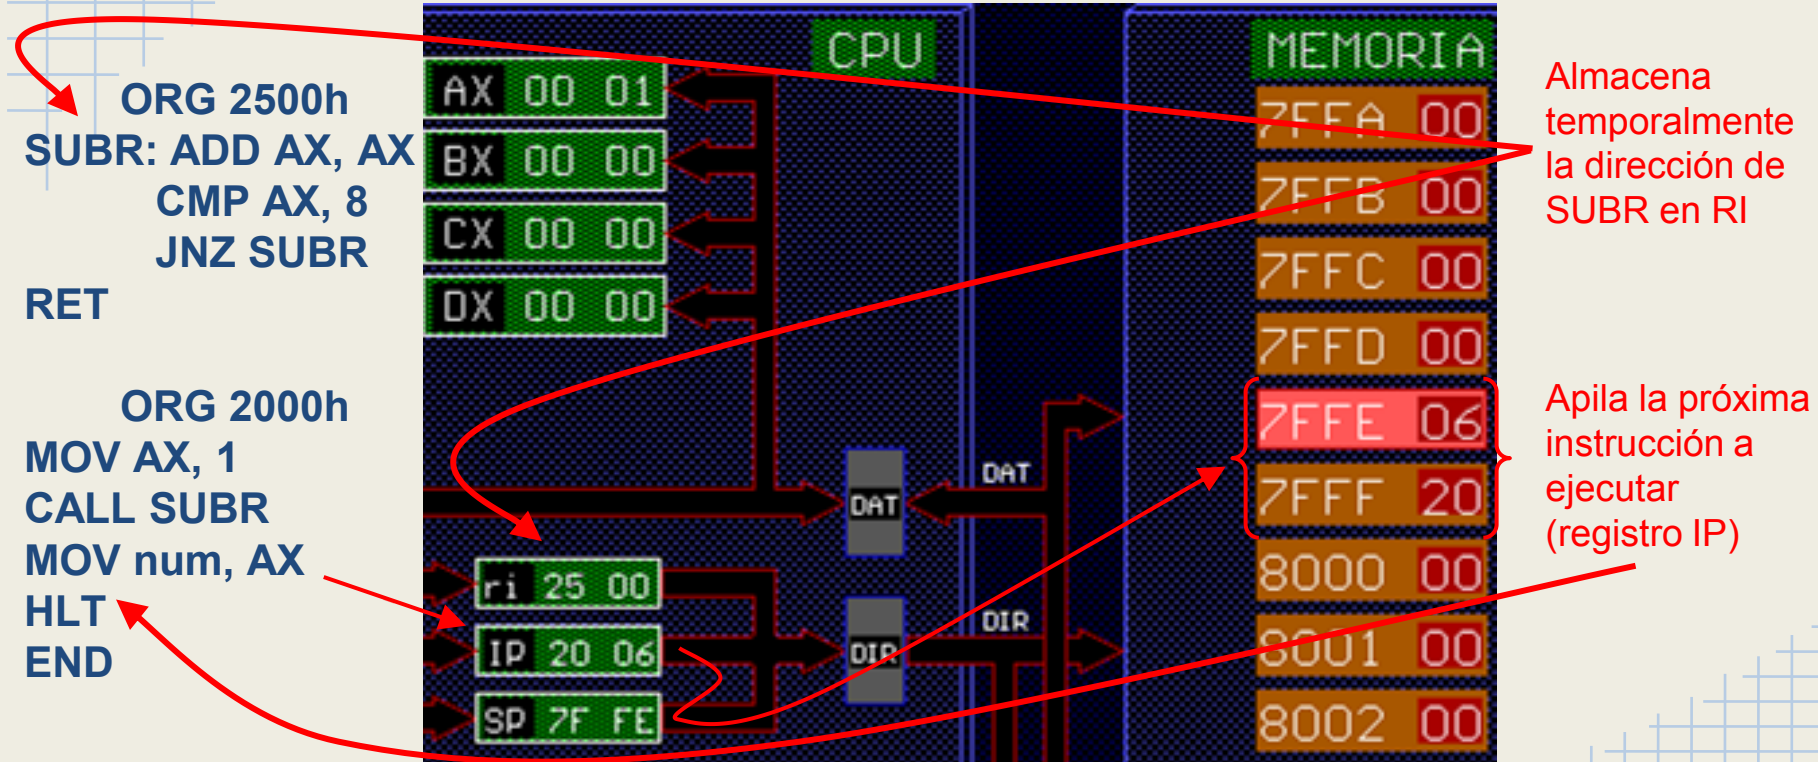 ORG 2500h
SUBR: ADD AX, AX
CMP AX, 8
JNZ SUBR
RET
ORG 2000h
MOV AX, 1
CALL SUBR
MOV num, AX
HLT
END
CPU
AX 00 01
BX 00 00
CX 00 00
DX 00 00
DAT
DAT
ri 25 00
IP 20 06
SP 7F FE
DIR
DIR
MEMORIA
7FFA 00
7FFB 00
7FFC 00
7FFD 00
7FFE 06
7FFF 20
8000 00
8001 00
8002 00
Almacena
temporalmente
la dirección de
SUBR en RI
Apila la próxima
instrucción a
ejecutar
(registro IP)